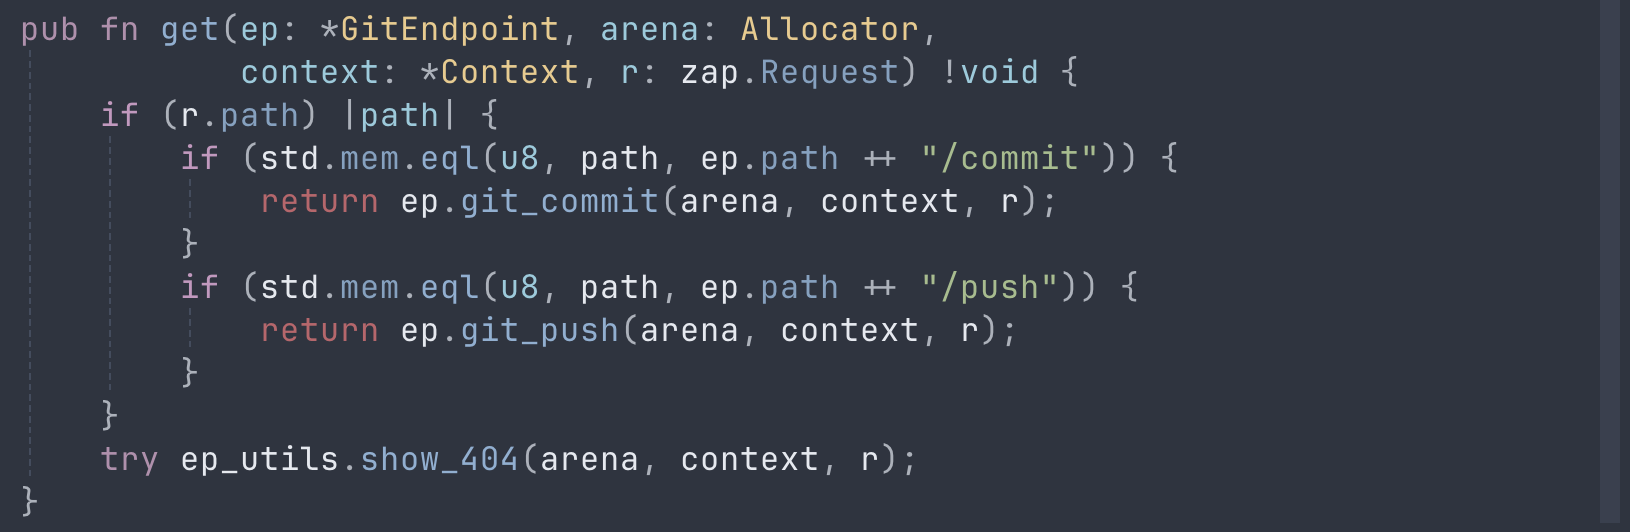 pub fn get(ep: *GitEndpoint, arena: Allocator,
           context: *Context, r: zap.Request) !void {
    if (r.path) |path| {
        if (std.mem.eql(u8, path, ep.path ++ "/commit")) {
            return ep.git_commit(arena, context, r);
        }
        if (std.mem.eql(u8, path, ep.path ++ "/push")) {
            return ep.git_push(arena, context, r);
        }
    }
    try ep_utils.show_404(arena, context, r);
}